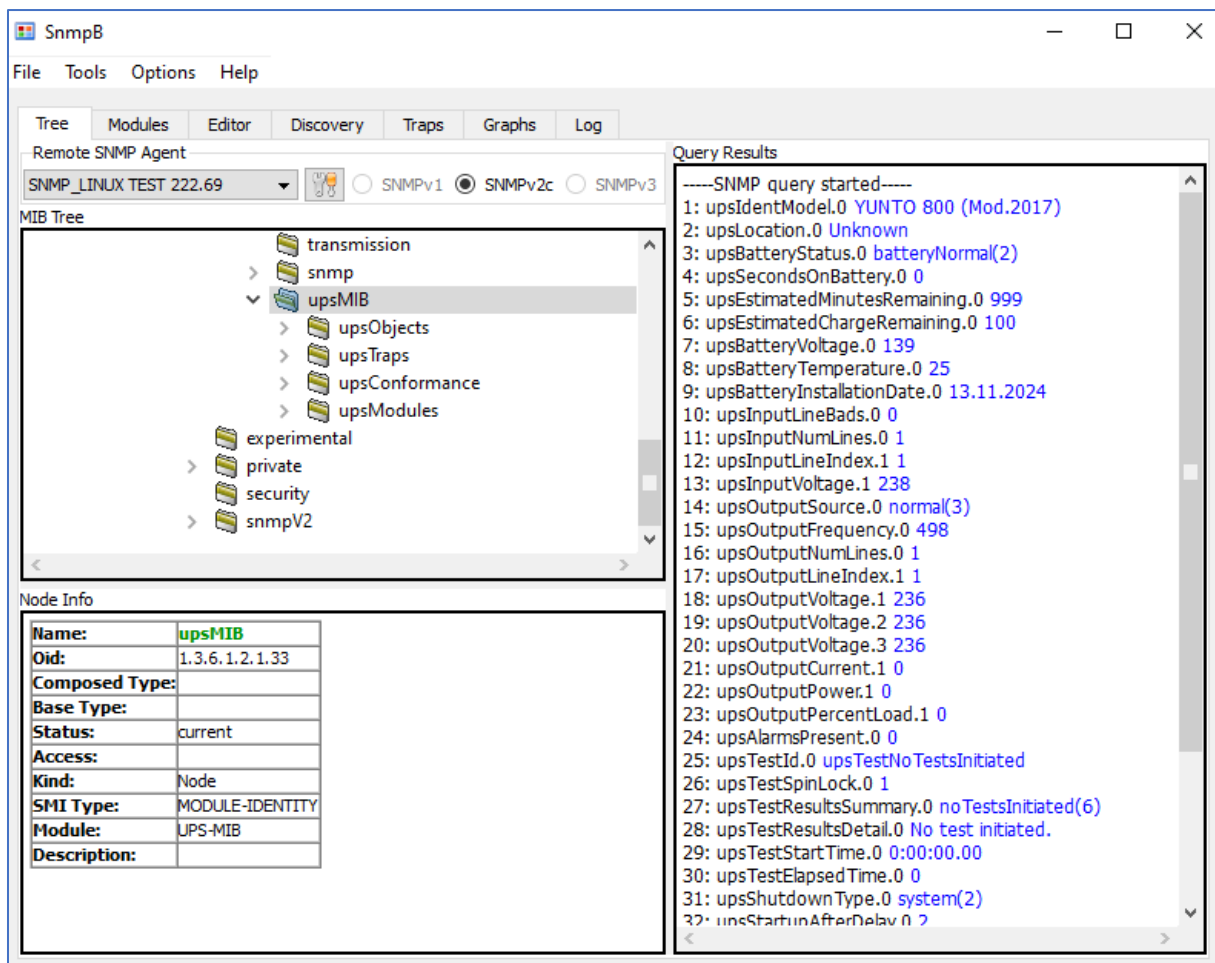 SnmpB
File Tools Options Help
Tree Modules Editor Discovery Traps Graphs Log
Remote SNMP Agent
SNMP_LINUX TEST 222.69 SNMPv1 SNMPv2c SNMPv3
MIB Tree
transmission
snmp
upsMIB
upsObjects
upsTraps
upsConformance
upsModules
experimental
private
security
snmpV2
Node Info
Name: upsMIB
Oid: 1.3.6.1.2.1.33
Composed Type:
Base Type:
Status: current
Access:
Kind: Node
SMI Type: MODULE-IDENTITY
Module: UPS-MIB
Description:
Query Results
-----SNMP query started-----
1: upsIdentModel.0 YUNTO 800 (Mod.2017)
2: upsLocation.0 Unknown
3: upsBatteryStatus.0 batteryNormal(2)
4: upsSecondsOnBattery.0 0
5: upsEstimatedMinutesRemaining.0 999
6: upsEstimatedChargeRemaining.0 100
7: upsBatteryVoltage.0 139
8: upsBatteryTemperature.0 25
9: upsBatteryInstallationDate.0 13.11.2024
10: upsInputLineBads.0 0
11: upsInputNumLines.0 1
12: upsInputLineIndex.1 1
13: upsInputVoltage.1 238
14: upsOutputSource.0 normal(3)
15: upsOutputFrequency.0 498
16: upsOutputNumLines.0 1
17: upsOutputLineIndex.1 1
18: upsOutputVoltage.1 236
19: upsOutputVoltage.2 236
20: upsOutputVoltage.3 236
21: upsOutputCurrent.1 0
22: upsOutputPower.1 0
23: upsOutputPercentLoad.1 0
24: upsAlarmsPresent.0 0
25: upsTestId.0 upsTestNoTestsInitiated
26: upsTestSpinLock.0 1
27: upsTestResultsSummary.0 noTestsInitiated(6)
28: upsTestResultsDetail.0 No test initiated.
29: upsTestStartTime.0 0:00:00.00
30: upsTestElapsedTime.0 0
31: upsShutdownType.0 system(2)
32: upsStartupAfterDelay.0 2